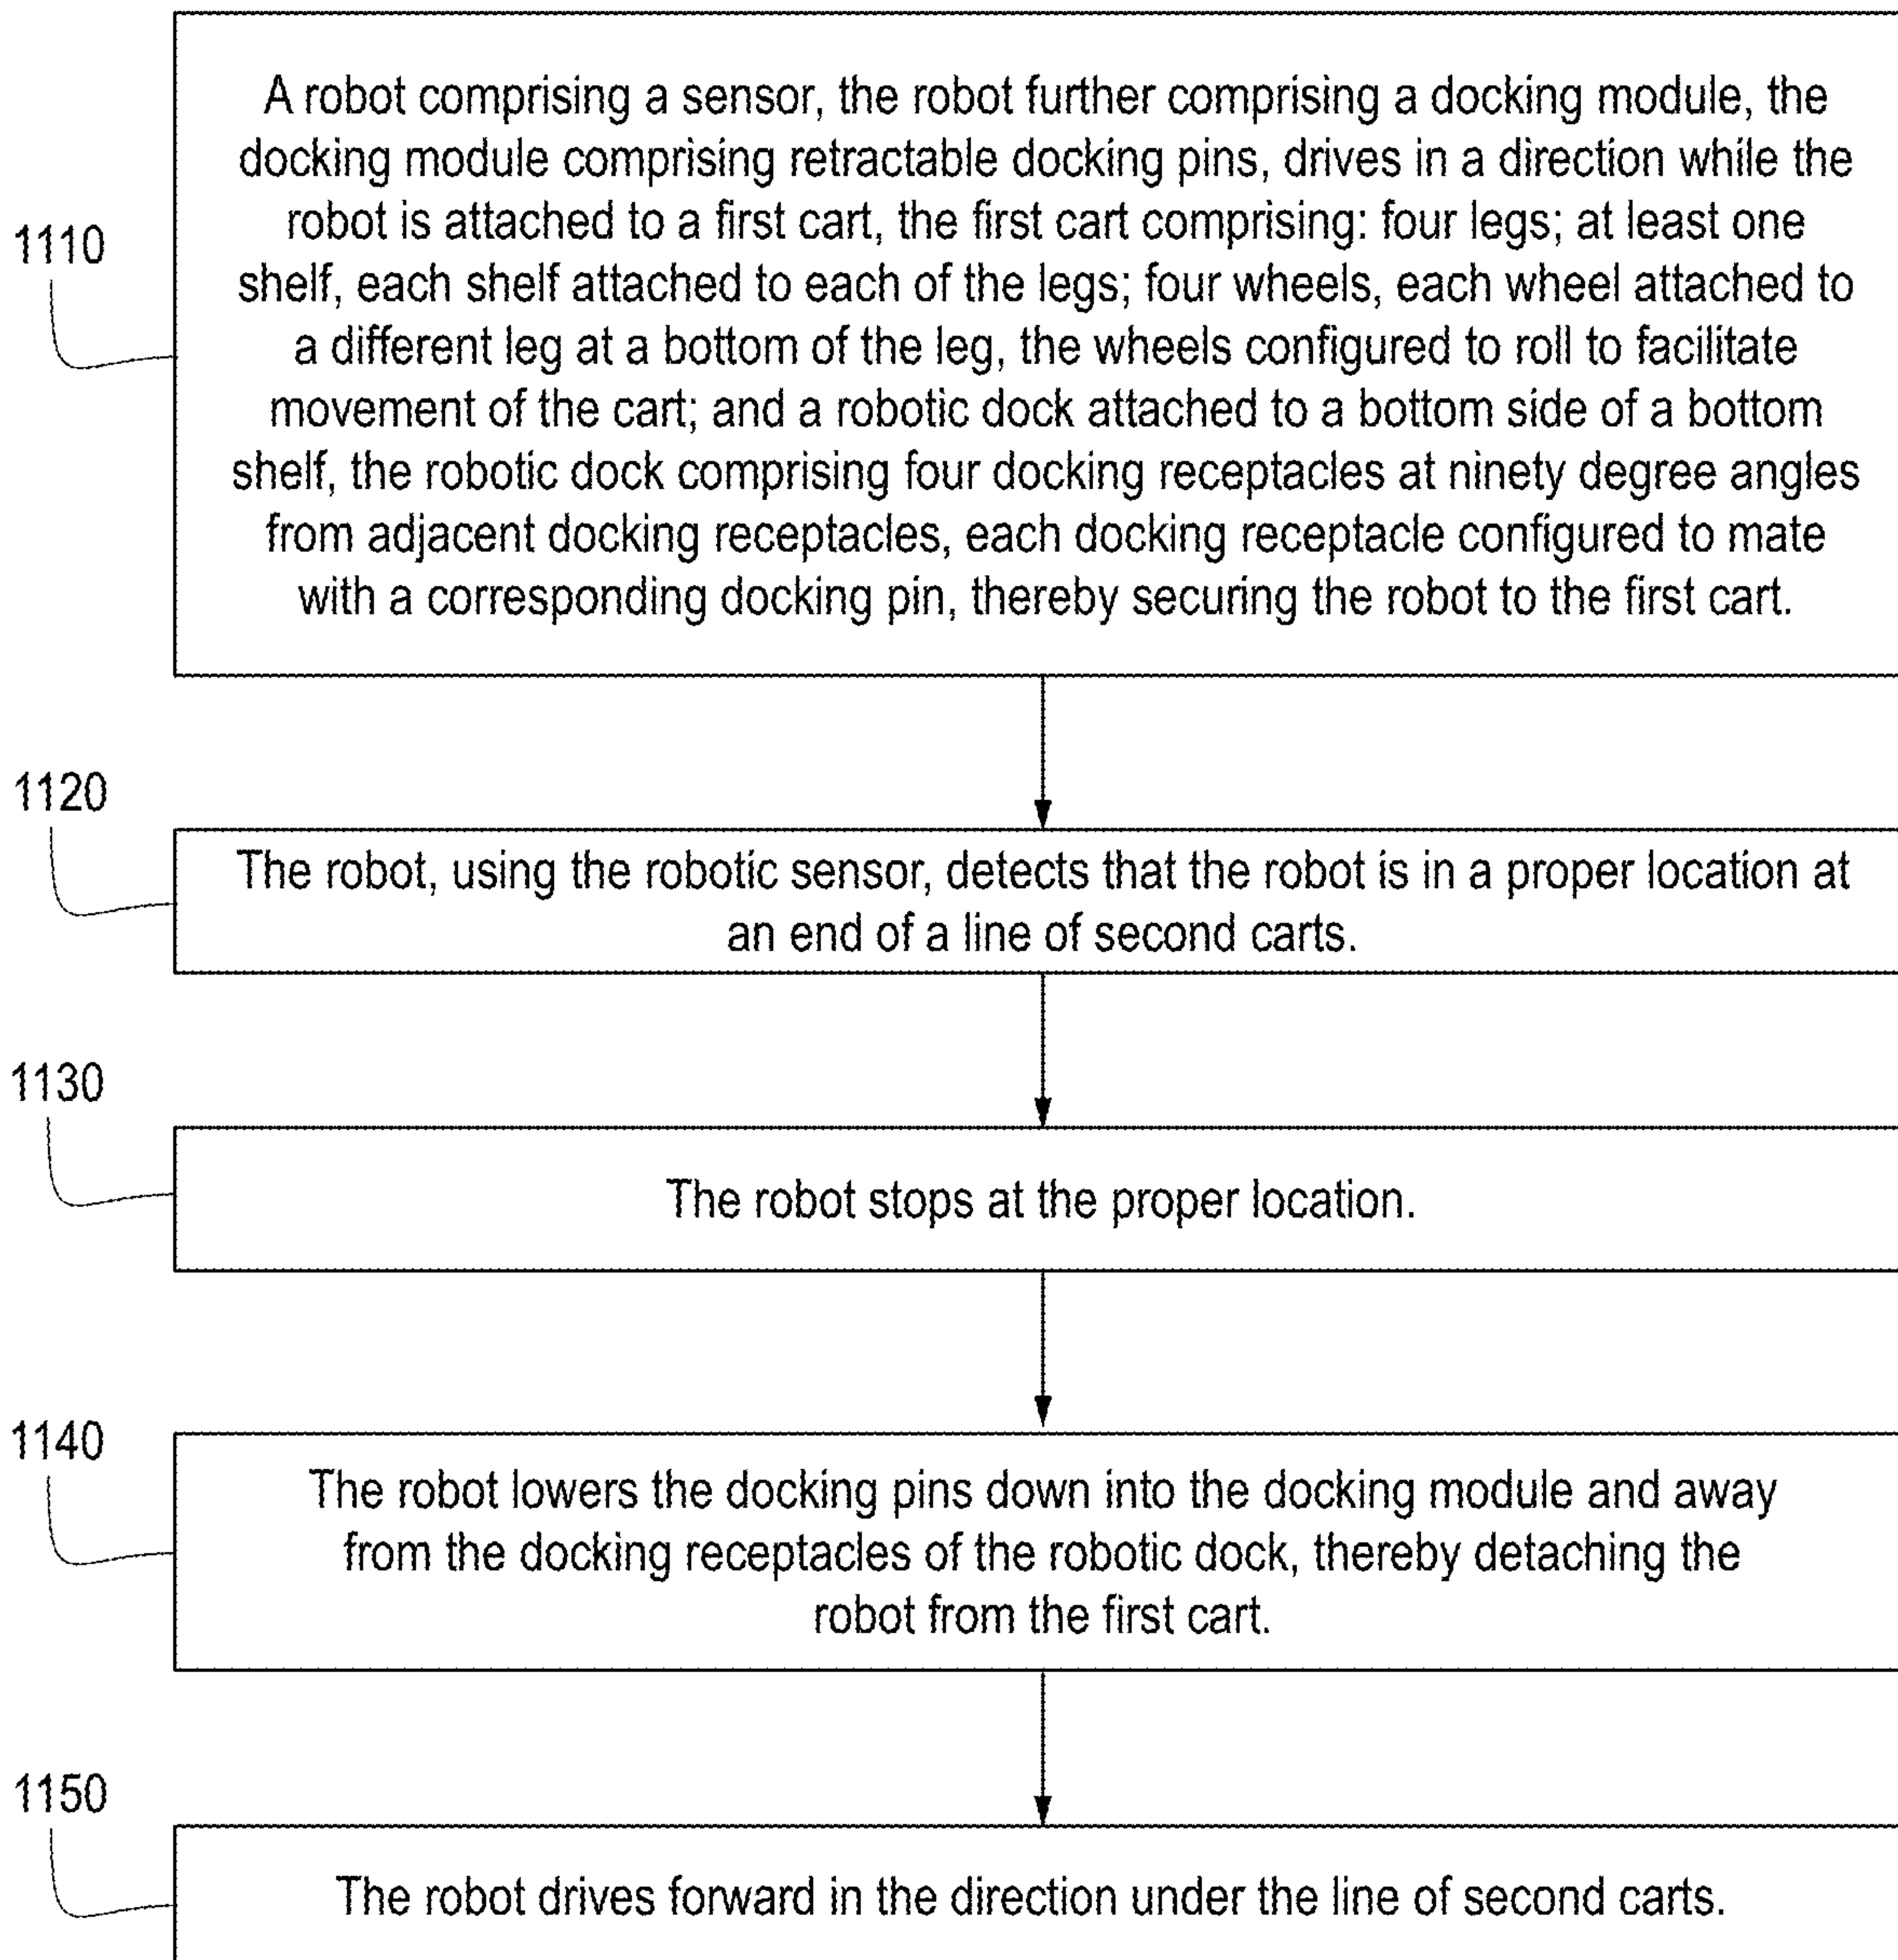 A robot comprising a sensor, the robot further comprising a docking module, the
docking module comprising retractable docking pins, drives in a direction while the
1110
robot is attached to a first cart, the first cart comprising: four legs; at least one
shelf, each shelf attached to each of the legs; four wheels, each wheel attached to
a different leg at a bottom of the leg, the wheels configured to roll to facilitate
movement of the cart; and a robotic dock attached to a bottom side of a bottom
shelf, the robotic dock comprising four docking receptacles at ninety degree angles
from adjacent docking receptacles, each docking receptacle configured to mate
with a corresponding docking pin, thereby securing the robot to the first cart.
1120
The robot, using the robotic sensor, detects that the robot is in a proper location at
an end of a line of second carts.
1130
The robot stops at the proper location.
1140
The robot lowers the docking pins down into the docking module and away
from the docking receptacles of the robotic dock, thereby detaching the
robot from the first cart.
1150
The robot drives forward in the direction under the line of second carts.